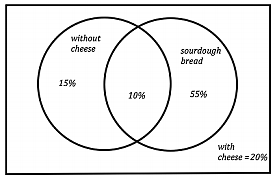 without
cheese
sourdough
bread
15%
10%
55%
with
cheese =20%